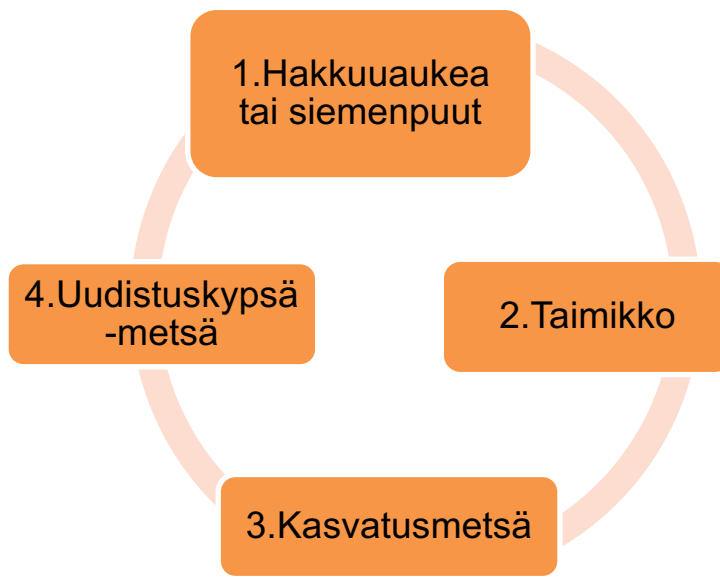 1.Hakkuuaukea
tai siemenpuut
2.Taimikko
3.Kasvatusmetsä
4.Uudistuskypsä
-metsä